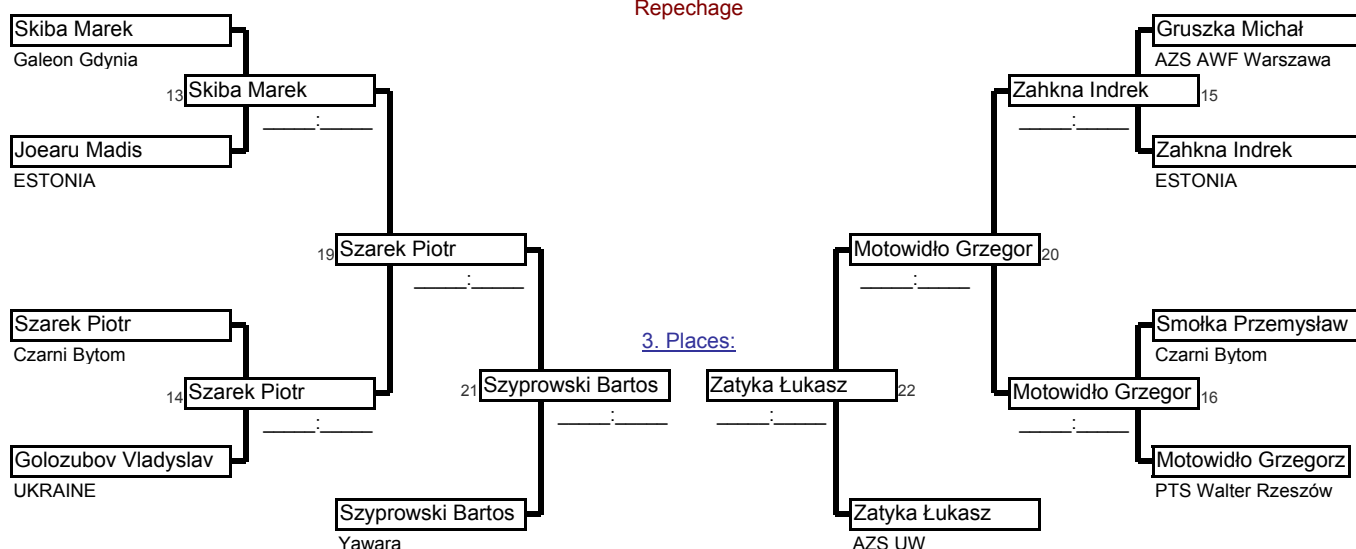 Repechage
Skiba Marek
Gruszka Michał
Galeon Gdynia
AZS AWF Warszawa
13 Skiba Marek
Zahkna Indrek 15
_____:_____
_____:_____
Joearu Madis
Zahkna Indrek
ESTONIA
ESTONIA
19 Szarek Piotr
Motowidło Grzegor 20
_____:_____
_____:_____
Szarek Piotr
Smołka Przemysław
Czarni Bytom
3. Places:
Czarni Bytom
14 Szarek Piotr
21 Szyprowski Bartos
Zatyka Łukasz 22
Motowidło Grzegor 16
_____:_____
_____:_____
_____:_____
_____:_____
Golozubov Vladyslav
Motowidło Grzegorz
UKRAINE
PTS Walter Rzeszów
Szyprowski Bartos
Zatyka Łukasz
Yawara
AZS UW